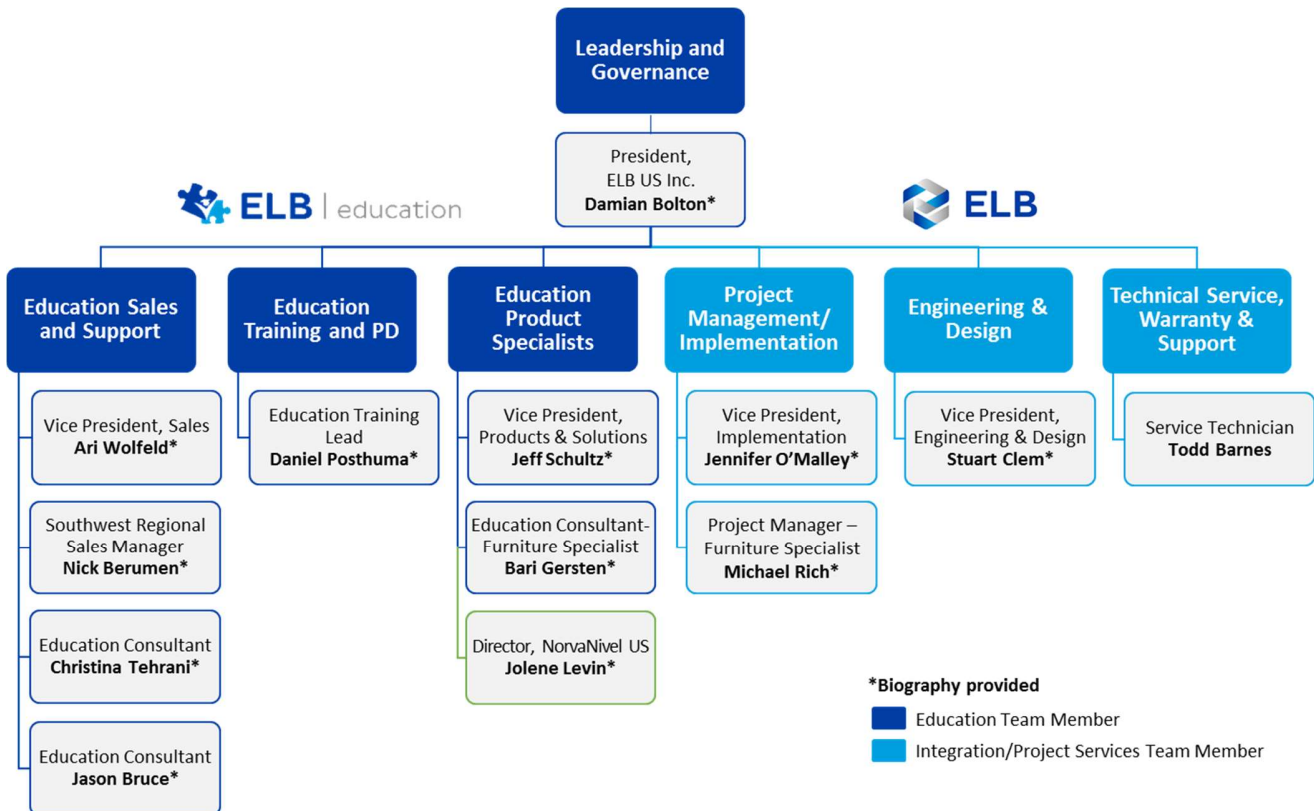 Leadership and
Governance
President,
ELB US Inc.
Damian Bolton*
ELB | education
ELB
Education Sales
and Support
Education
Training and PD
Education
Product
Specialists
Project
Management/
Implementation
Engineering &
Design
Technical Service,
Warranty &
Support
Vice President, Sales
Ari Wolfeld*
Southwest Regional
Sales Manager
Nick Berumen*
Education Consultant
Christina Tehrani*
Education Consultant
Jason Bruce*
Education Training
Lead
Daniel Posthuma*
Vice President,
Products & Solutions
Jeff Schultz*
Education Consultant-
Furniture Specialist
Bari Gersten*
Director, NorvaNivel US
Jolene Levin*
Vice President,
Implementation
Jennifer O’Malley*
Project Manager –
Furniture Specialist
Michael Rich*
Vice President,
Engineering & Design
Stuart Clem*
Service Technician
Todd Barnes
*Biography provided
Education Team Member
Integration/Project Services Team Member